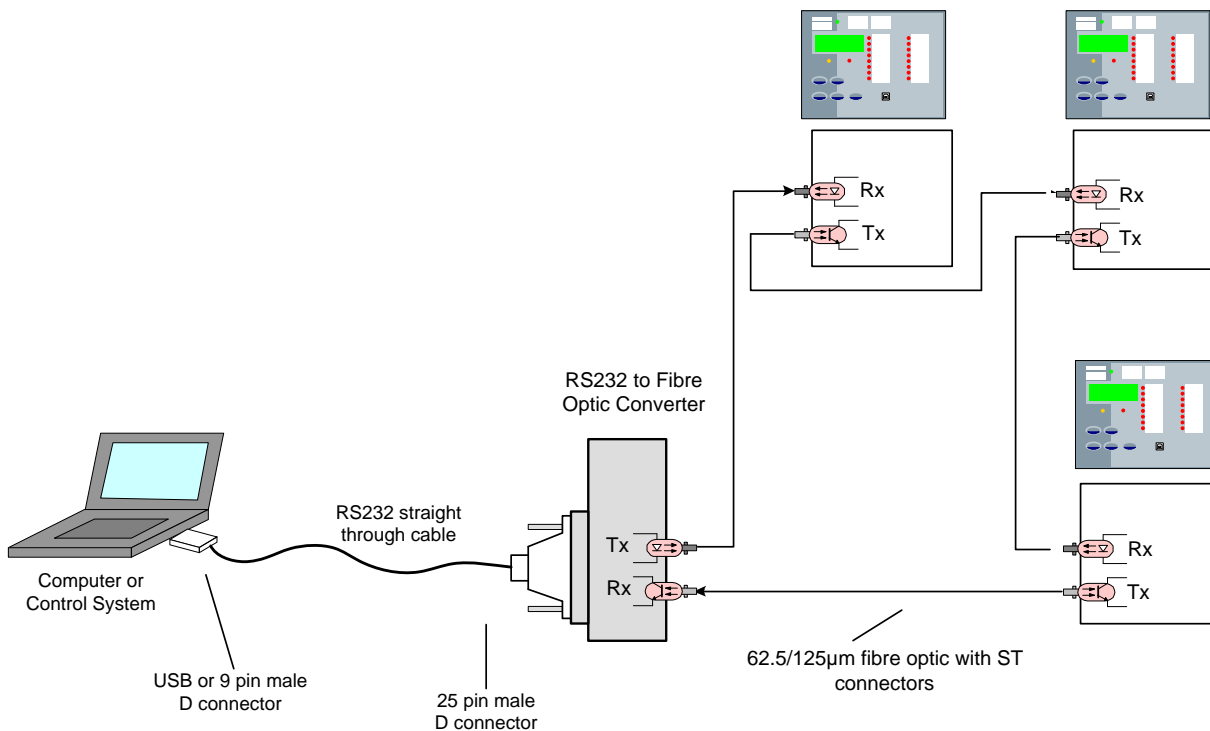 Rx
Tx
Rx
Tx
RS232 to Fibre
Optic Converter
RS232 straight
through cable
Tx
Rx
Rx
Tx
Computer or
Control System
62.5/125µm fibre optic with ST
connectors
USB or 9 pin male
D connector
25 pin male
D connector